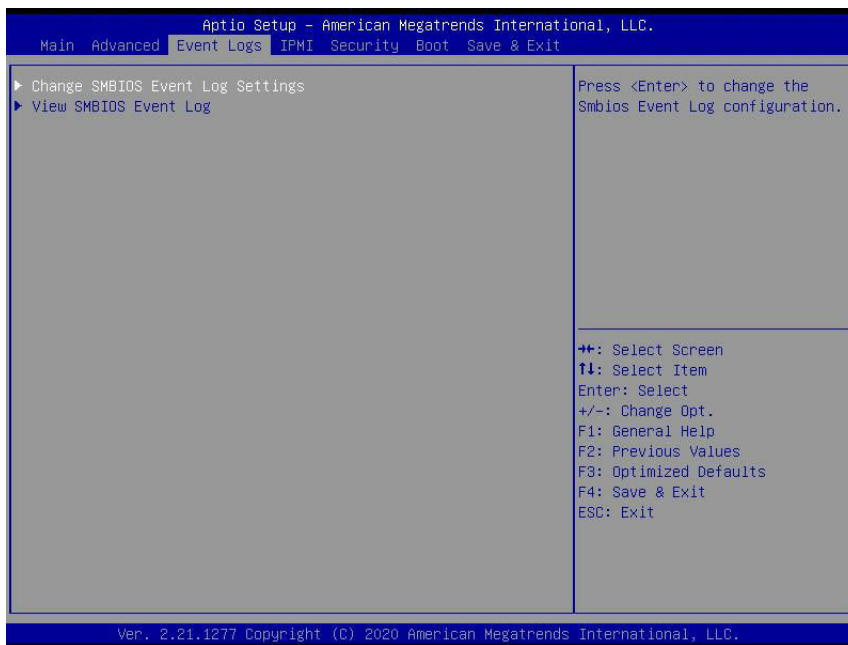 Aptio Setup – American Megatrends International, LLC.
Main Advanced Event Logs IPMI Security Boot Save & Exit
▶ Change SMBIOS Event Log Settings
▶ View SMBIOS Event Log
Press <Enter> to change the
Smbios Event Log configuration.
→←: Select Screen
↑↓: Select Item
Enter: Select
+/-: Change Opt.
F1: General Help
F2: Previous Values
F3: Optimized Defaults
F4: Save & Exit
ESC: Exit
Ver. 2.21.1277 Copyright (C) 2020 American Megatrends International, LLC.